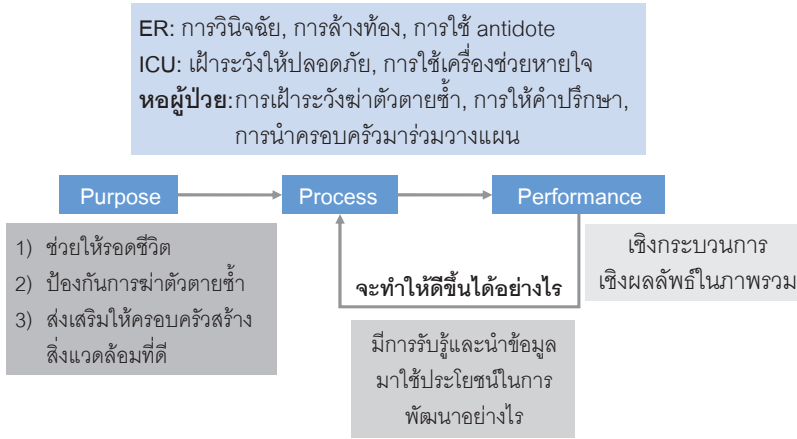 ER: การวินิจฉัย, การล้างท้อง, การใช้ antidote
ICU: เฝ้าระวังให้ปลอดภัย, การใช้เครื่องช่วยหายใจ
หอผู้ป่วย:การเฝ้าระวังฆ่าตัวตายซ้ำ, การให้คำปรึกษา,
การนำครอบครัวมาร่วมวางแผน
Purpose
Process
Performance
1) ช่วยให้รอดชีวิต
2) ป้องกันการฆ่าตัวตายซ้ำ
3) ส่งเสริมให้ครอบครัวสร้าง
สิ่งแวดล้อมที่ดี
จะทำให้ดีขึ้นได้อย่างไร
เชิงกระบวนการ
เชิงผลลัพธ์ในภาพรวม
มีการรับรู้และนำข้อมูล
มาใช้ประโยชน์ในการ
พัฒนาอย่างไร